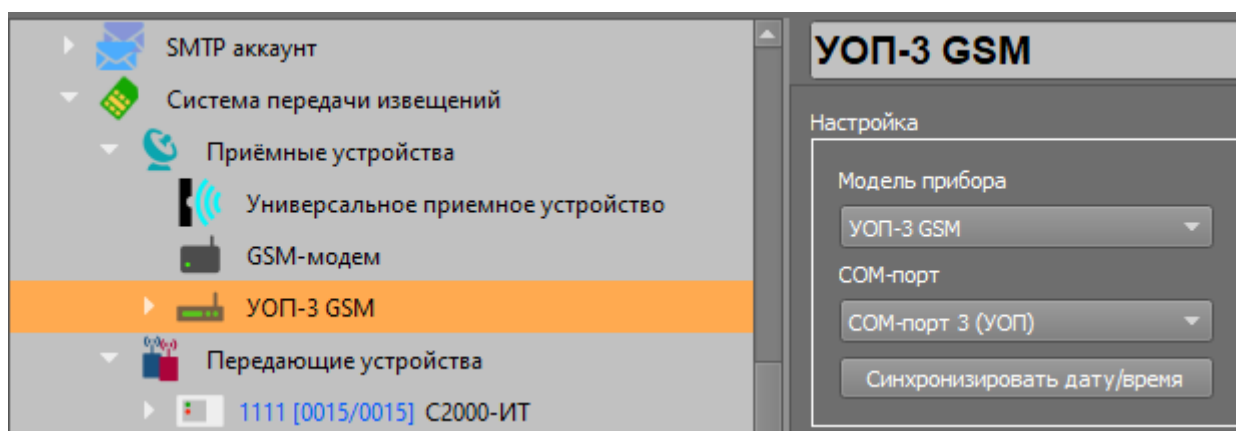 SMTP аккаунт
Система передачи извещений
Приёмные устройства
Универсальное приемное устройство
GSM-модем
УОП-3 GSM
Передающие устройства
1111 [0015/0015] С2000-ИТ
УОП-3 GSM
Настройка
Модель прибора
УОП-3 GSM
COM-порт
COM-порт 3 (УОП)
Синхронизировать дату/время